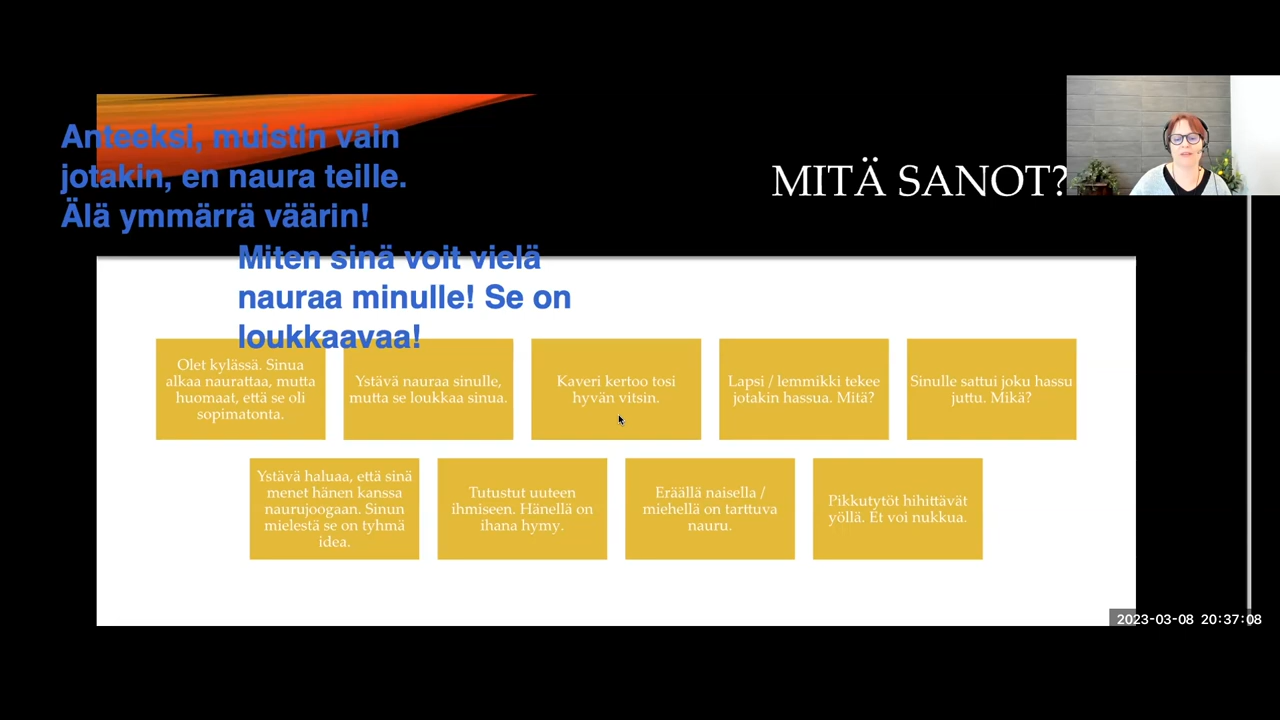 Anteeksi, muistin vain
jotakin, en naura teille.
Älä ymmärrä väärin!
MITÄ SANOT?
Miten sinä voit vielä
nauraa minulle! Se on
loukkaavaa!
Olet kylässä. Sinua
alkaa naurattaa, mutta
huomaat, että se oli
sopimatonta.
Ystävä nauraa sinulle,
mutta se loukkaa sinua.
Kaveri kertoo tosi
hyvän vitsin.
Lapsi / lemmikki tekee
jotakin hassua. Mitä?
Sinulle sattui joku hassu
juttu. Mikä?
Ystävä haluaa, että sinä
menet hänen kanssa
naurujoogaan. Sinun
mielestä se on tyhmä
idea.
Tutustut uuteen
ihmiseen. Hänellä on
ihana hymy.
Eräällä naisella /
miehellä on tarttuva
nauru.
Pikkutytöt hihittävät
yöllä. Et voi nukkua.
2023-03-08 20:37:08